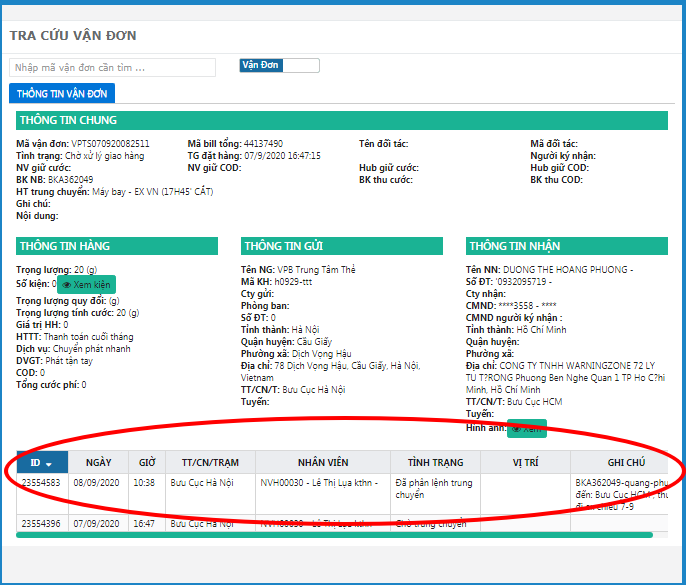 TRA CỨU VẬN ĐƠN
Nhập mã vận đơn cần tìm ...
Vận Đơn
THÔNG TIN VẬN ĐƠN
THÔNG TIN CHUNG
Mã vận đơn: VPTS070920082511
Mã bill tổng: 44137490
Tên đối tác:
Mã đối tác:
Tình trạng: Chờ xử lý giao hàng
TG đặt hàng: 07/9/2020 16:47:15
Người ký nhận:
NV giữ cước:
NV giữ COD:
Hub giữ cước:
Hub giữ COD:
BK NB: BKA362049
BK thu cước:
BK thu COD:
HT trung chuyển: Máy bay - EX VN (17H45' CẤT)
Ghi chú:
Nội dung:
THÔNG TIN HÀNG
Trọng lượng: 20 (g)
Số kiện: 0 Xem kiện
Trọng lượng quy đổi: (g)
Trọng lượng tính cước: 20 (g)
Giá trị HH: 0
HTTT: Thanh toán cuối tháng
Dịch vụ: Chuyển phát nhanh
DVGT: Phát tận tay
COD: 0
Tổng cước phí: 0
THÔNG TIN GỬI
Tên NG: VPB Trung Tâm Thẻ
Mã KH: h0929-ttt
Cty gửi:
Phòng ban:
Số ĐT: 0
Tỉnh thành: Hà Nội
Quận huyện: Cầu Giấy
Phường xã: Dịch Vọng Hậu
Địa chỉ: 78 Dịch Vọng Hậu, Cầu Giấy, Hà Nội,
Vietnam
TT/CN/T: Bưu Cục Hà Nội
Tuyến:
THÔNG TIN NHẬN
Tên NN: DUONG THE HOANG PHUONG -
Số ĐT: '0932095719 -
Cty nhận:
CMND: ****3558 - ****
CMND người ký nhận :
Tỉnh thành: Hồ Chí Minh
Quận huyện:
Phường xã:
Địa chỉ: CONG TY TNHH WARNINGZONE 72 LY
TU T?RONG Phuong Ben Nghe Quan 1 TP Ho C?hi
Minh, Hồ Chí Minh
TT/CN/T: Bưu Cục HCM
Tuyến:
Hình ảnh: Xem
ID NGÀY GIỜ TT/CN/TRẠM NHÂN VIÊN TÌNH TRẠNG VỊ TRÍ GHI CHÚ
23554583 08/09/2020 10:38 Bưu Cục Hà Nội NVH00030 - Lê Thị Lụa kthn - Đã phân lệnh trung
chuyển
BKA362049-quang-phụ
đến: Bưu Cục HCM , thư
đi ex chiều 7-9
23554396 07/09/2020 16:47 Bưu Cục Hà Nội NVH00030 - Lê Thị Lụa kthn - Chờ trung chuyển